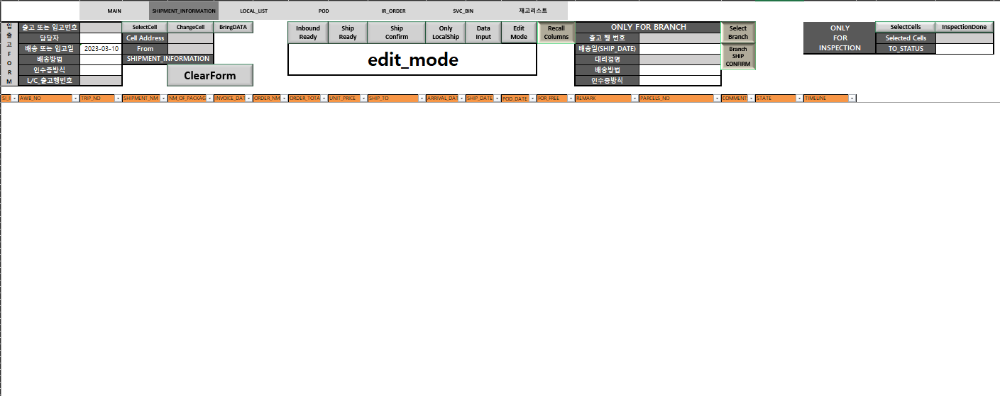 MAIN SHIPMENT_INFORMATION LOCAL_LIST POD IR_ORDER SVC_BIN 재고리스트
입출고FORM
출고 또는 입고번호 SelectCell ChangeCell BringDATA
담당자 Cell Address
배송 또는 입고일 2023-03-10 From
배송방법 SHIPMENT_INFORMATION
인수증방식 ClearForm
L/C_출고행번호
Inbound Ready
Ship Ready
Ship Confirm
Only LocalShip
Data Input
Edit Mode
Recall Columns
edit_mode
ONLY FOR BRANCH
출고 행 번호
배송일(SHIP_DATE)
대리점명
배송방법
인수증방식
Select Branch
Branch SHIP CONFIRM
ONLY
FOR
INSPECTION
SelectCells InspectionDone
Selected Cells
TO_STATUS
AWB_NO TRIP_NO SHIPMENT_NM NM_OF_PACKAG INVOICE_DAT ORDER_NM ORDER_TOTA UNIT_PRICE SHIP_TO ARRIVAL_DAT SHIP_DATE POD_DATE FOR_FREE REMARK PARCELS_NO COMMENT STATE TIMELINE